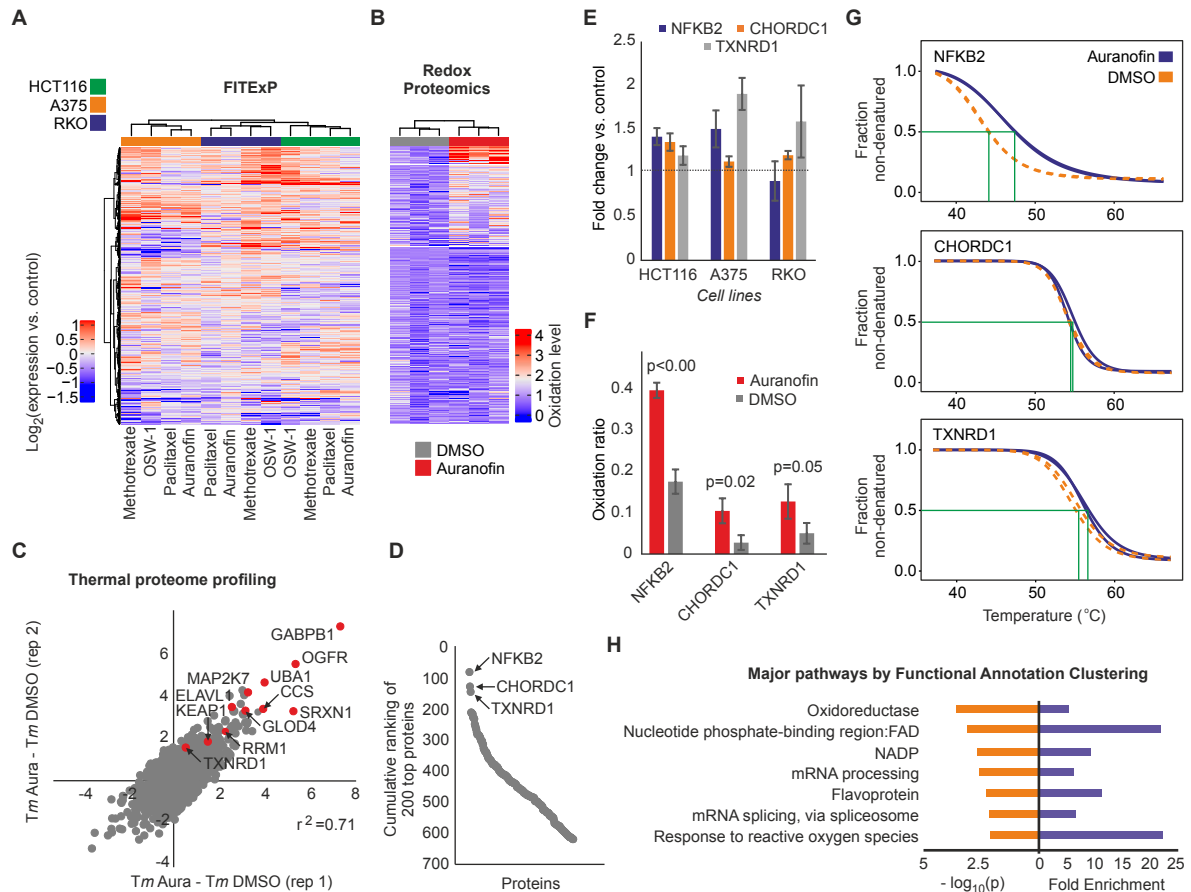 A
HCT116
A375
RKO
FITExP
Log2(expression vs. control)
1
0.5
0
−0.5
−1
−1.5
Methotrexate
OSW-1
Paclitaxel
Auranofin
Paclitaxel
Auranofin
Methotrexate
OSW-1
OSW-1
Methotrexate
Paclitaxel
Auranofin
B
Redox
Proteomics
4
3
2
1
0
Oxidation level
DMSO
Auranofin
C
Thermal proteome profiling
Tm Aura - Tm DMSO (rep 2)
6
4
2
-2
-4
-4
-2
2
4
6
8
GABPB1
OGFR
MAP2K7
UBA1
ELAVL1
CCS
KEAP1
SRXN1
GLOD4
RRM1
TXNRD1
r2=0.71
Tm Aura - Tm DMSO (rep 1)
D
Cumulative ranking of
200 top proteins
0
100
200
300
400
500
600
700
NFKB2
CHORDC1
TXNRD1
Proteins
E
NFKB2
CHORDC1
TXNRD1
Fold change vs. control
2.5
2
1.5
1
0.5
0
HCT116
A375
RKO
Cell lines
F
Auranofin
DMSO
Oxidation ratio
0.4
0.3
0.2
0.1
0
p<0.00
p=0.02
p=0.05
NFKB2
CHORDC1
TXNRD1
G
NFKB2
Auranofin
DMSO
Fraction
non-denatured
1.0
0.5
0.0
40
50
60
CHORDC1
Fraction
non-denatured
1.0
0.5
0.0
40
50
60
TXNRD1
Fraction
non-denatured
1.0
0.5
0.0
40
50
60
Temperature (°C)
H
Major pathways by Functional Annotation Clustering
Oxidoreductase
Nucleotide phosphate-binding region:FAD
NADP
mRNA processing
Flavoprotein
mRNA splicing, via spliceosome
Response to reactive oxygen species
5
2.5
0
5
10
15
20
25
- log10(p)
Fold Enrichment